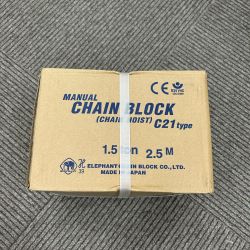 MANUAL
CHAIN BLOCK
(CHAIN HOIST) C21 type
1.5 ton 2.5 M
ELEPHANT CHAIN BLOCK CO., LTD.
MADE IN JAPAN